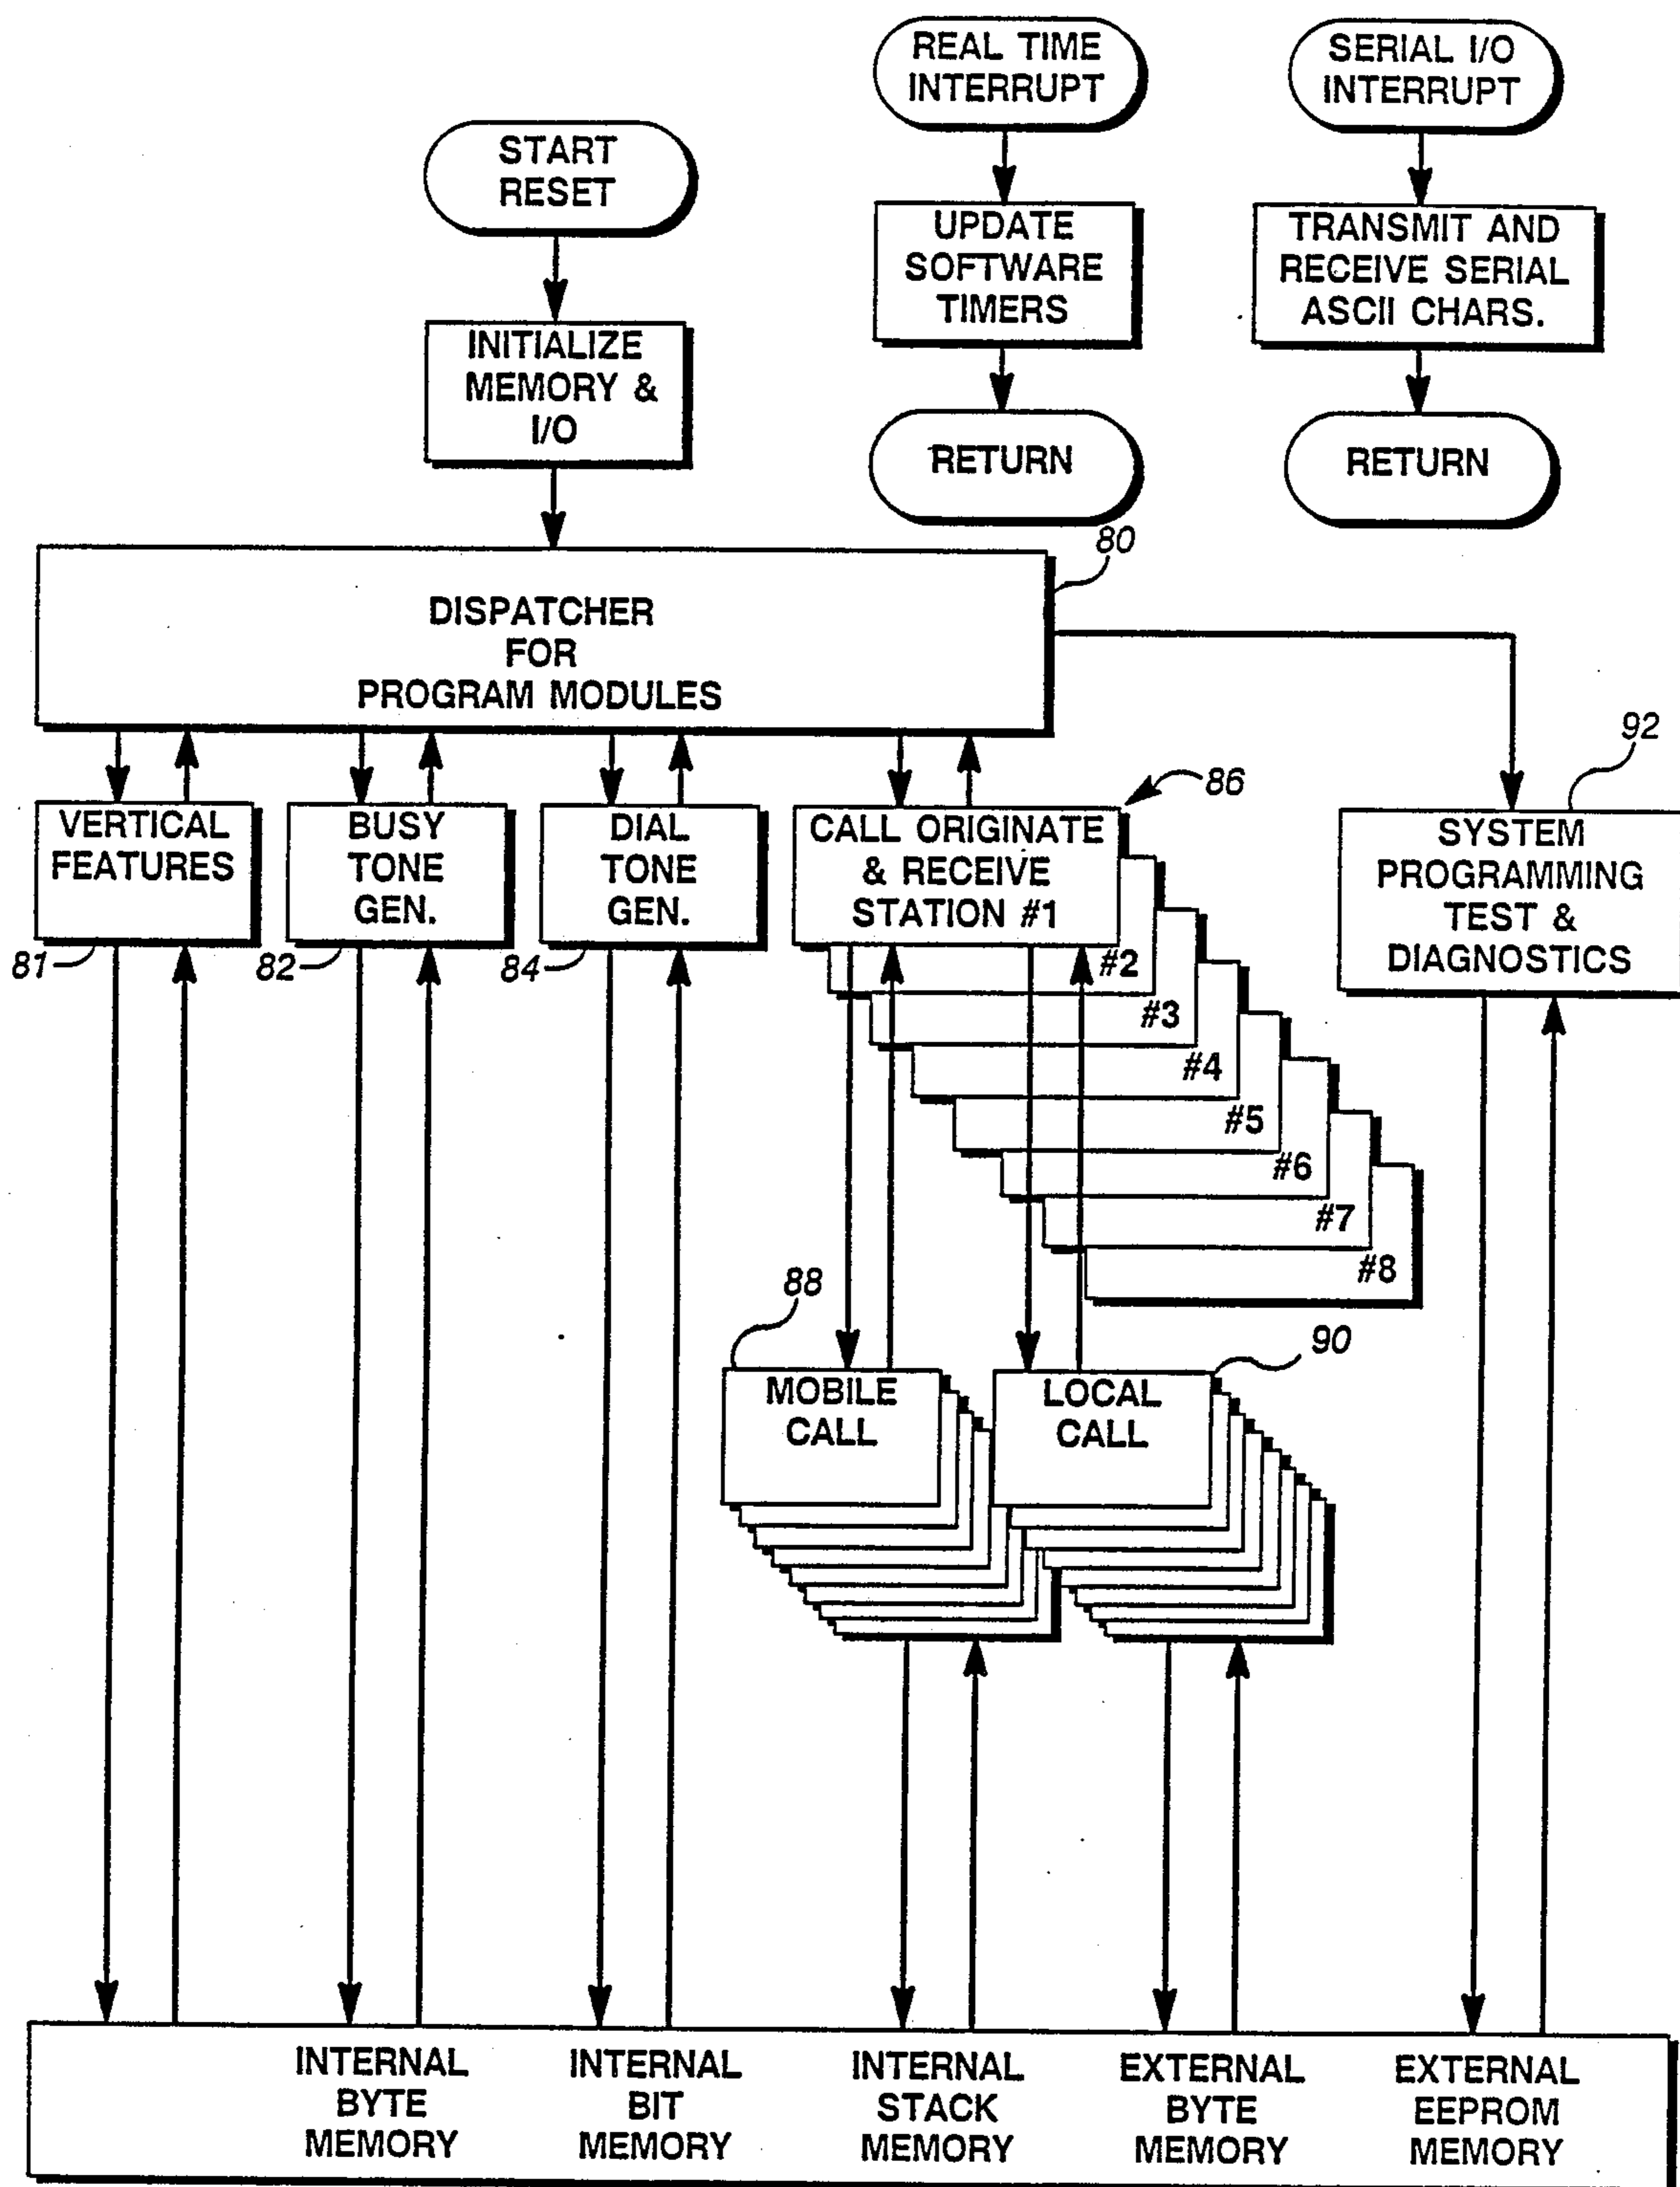 REAL TIME
INTERRUPT
SERIAL I/O
INTERRUPT
START
RESET
UPDATE
SOFTWARE
TIMERS
TRANSMIT AND
RECEIVE SERIAL
ASCII CHARS.
INITIALIZE
MEMORY &
I/O
RETURN
RETURN
80
DISPATCHER
FOR
PROGRAM MODULES
92
86
VERTICAL
FEATURES
81
BUSY
TONE
GEN.
82
DIAL
TONE
GEN.
84
CALL ORIGINATE
& RECEIVE
STATION #1
#2
#3
#4
#5
#6
#7
#8
SYSTEM
PROGRAMMING
TEST &
DIAGNOSTICS
88
MOBILE
CALL
90
LOCAL
CALL
INTERNAL
BYTE
MEMORY
INTERNAL
BIT
MEMORY
INTERNAL
STACK
MEMORY
EXTERNAL
BYTE
MEMORY
EXTERNAL
EEPROM
MEMORY